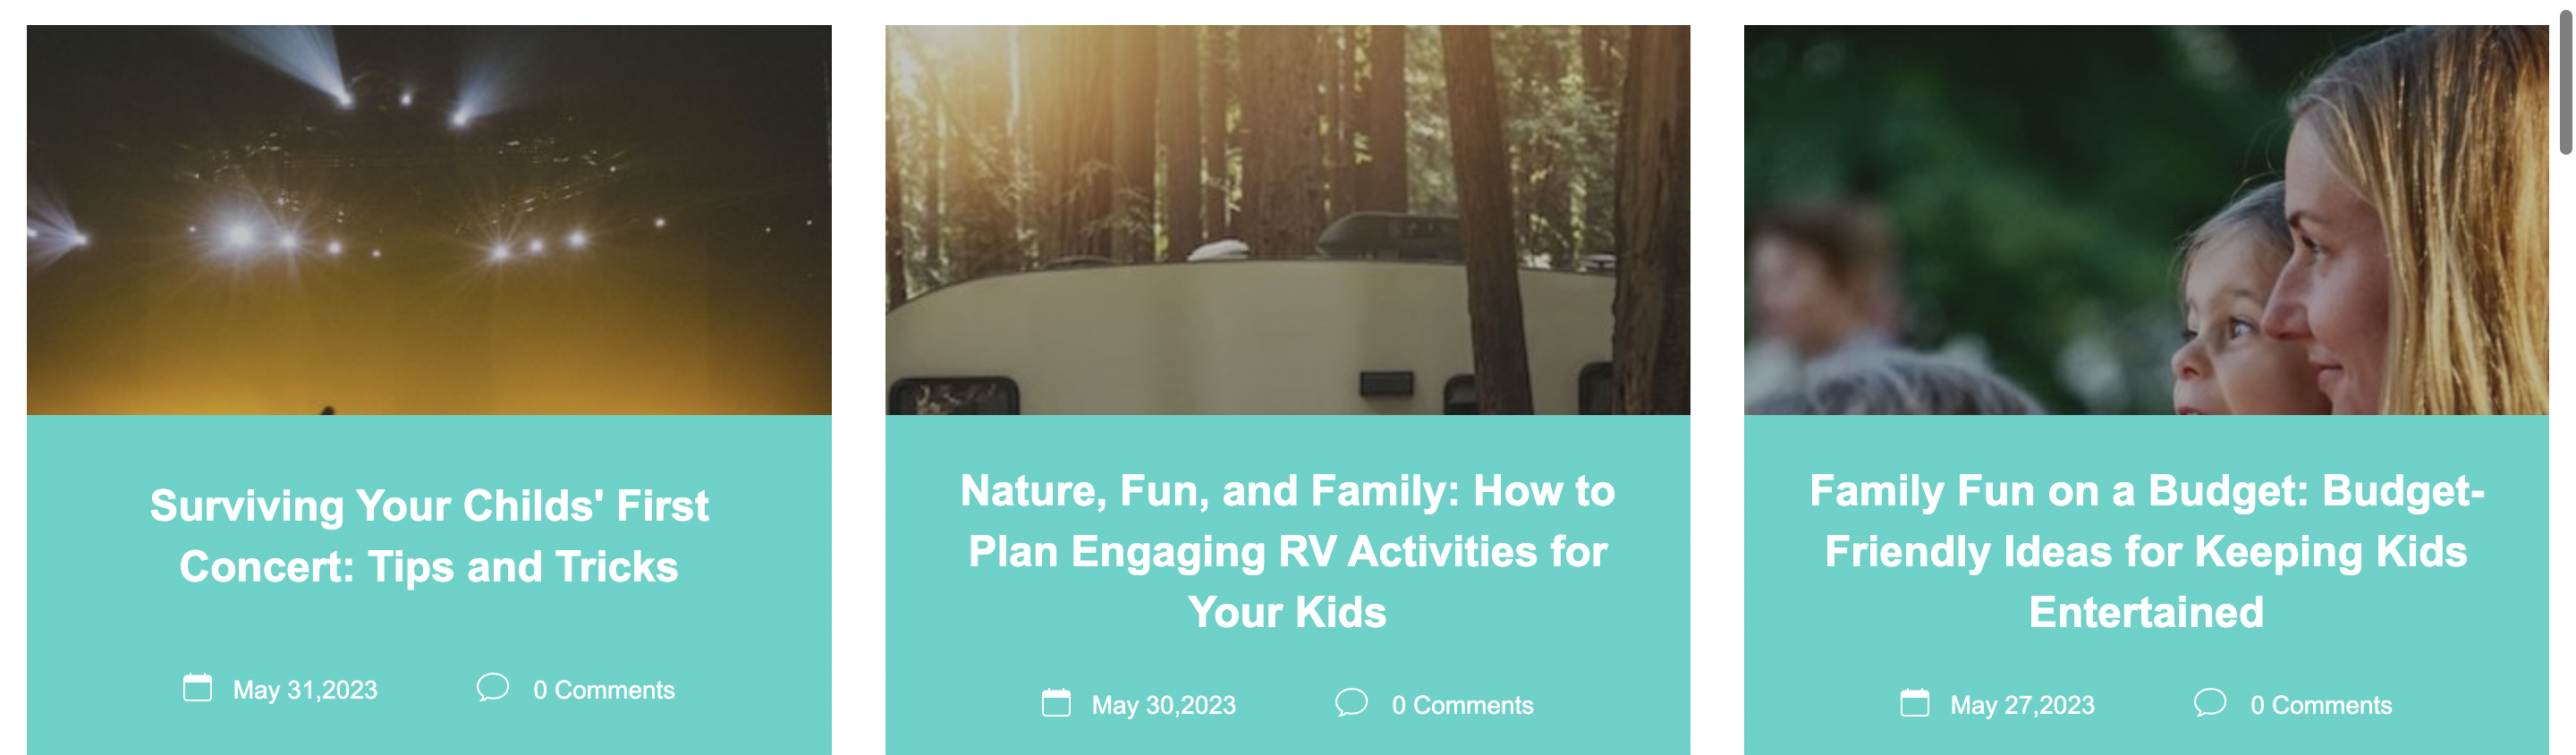 Surviving Your Childs' First
Concert: Tips and Tricks
May 31,2023
0 Comments
Nature, Fun, and Family: How to
Plan Engaging RV Activities for
Your Kids
May 30,2023
0 Comments
Family Fun on a Budget: Budget-
Friendly Ideas for Keeping Kids
Entertained
May 27,2023
0 Comments